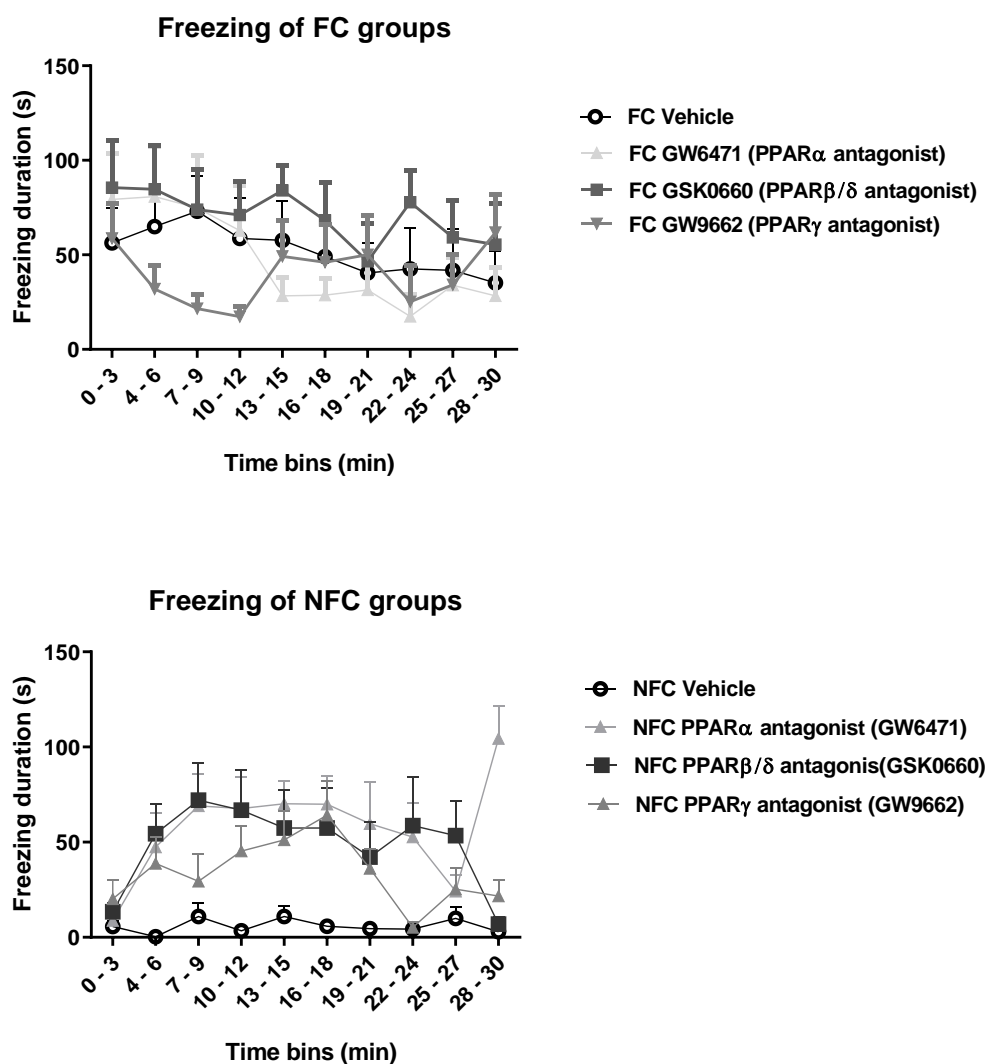 Freezing of FC groups
Freezing duration (s)
150
100
50
0
0 - 3
4 - 6
7 - 9
10 - 12
13 - 15
16 - 18
19 - 21
22 - 24
25 - 27
28 - 30
Time bins (min)
FC Vehicle
FC GW6471 (PPARα antagonist)
FC GSK0660 (PPARβ/δ antagonist)
FC GW9662 (PPARγ antagonist)
Freezing of NFC groups
Freezing duration (s)
150
100
50
0
0 - 3
4 - 6
7 - 9
10 - 12
13 - 15
16 - 18
19 - 21
22 - 24
25 - 27
28 - 30
Time bins (min)
NFC Vehicle
NFC PPARα antagonist (GW6471)
NFC PPARβ/δ antagonis(GSK0660)
NFC PPARγ antagonist (GW9662)